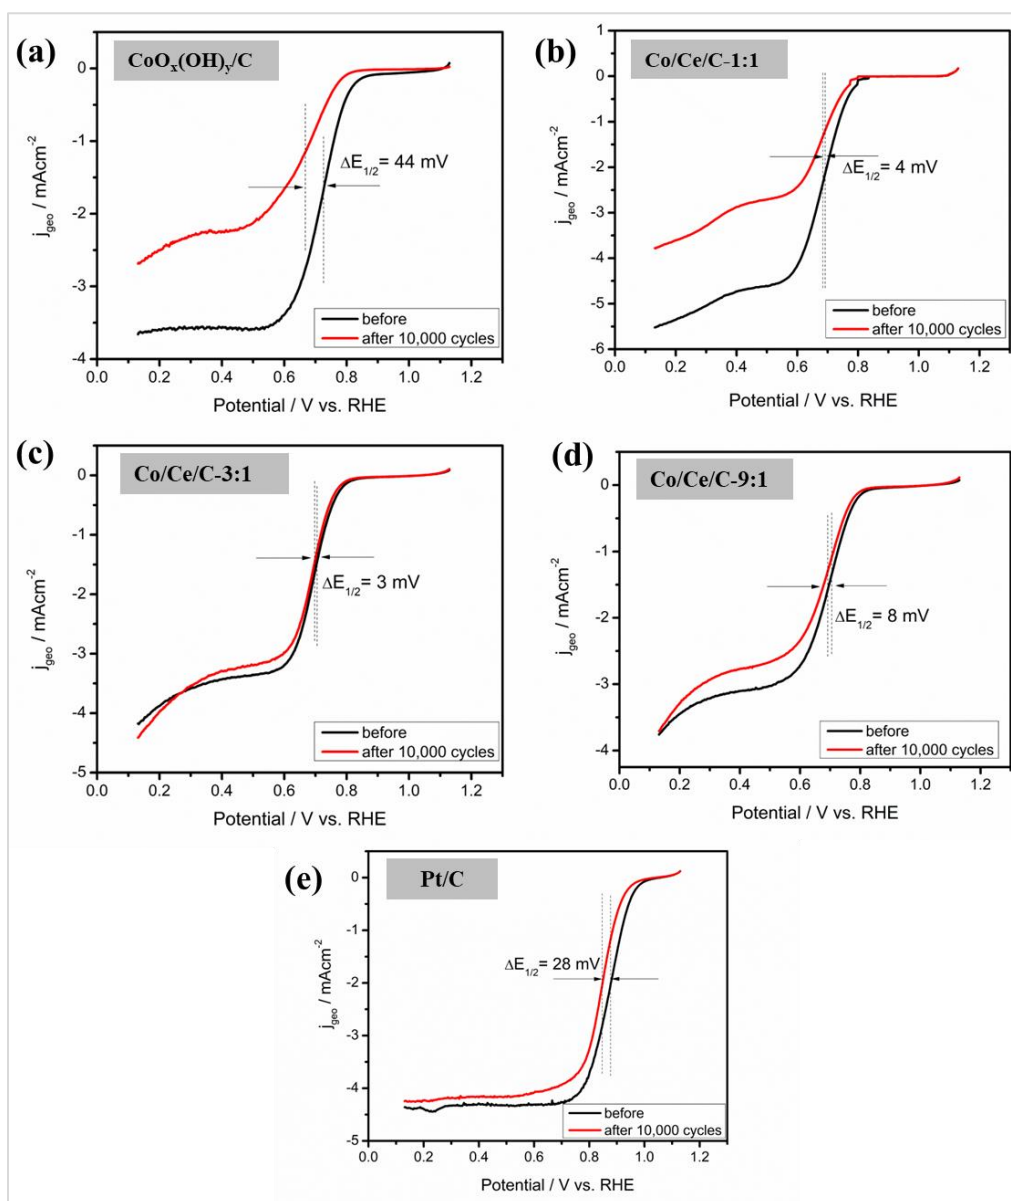 (a)
CoOₓ(OH)ᵧ/C
0
-1
-2
-3
-4
j_geo / mAcm⁻²
ΔE₁/₂= 44 mV
before
after 10,000 cycles
0.0 0.2 0.4 0.6 0.8 1.0 1.2
Potential / V vs. RHE
(b)
Co/Ce/C-1:1
1
0
-1
-2
-3
-4
-5
-6
j_geo / mAcm⁻²
ΔE₁/₂= 4 mV
before
after 10,000 cycles
0.0 0.2 0.4 0.6 0.8 1.0 1.2
Potential / V vs. RHE
(c)
Co/Ce/C-3:1
0
-1
-2
-3
-4
-5
j_geo / mAcm⁻²
ΔE₁/₂= 3 mV
before
after 10,000 cycles
0.0 0.2 0.4 0.6 0.8 1.0 1.2
Potential / V vs. RHE
(d)
Co/Ce/C-9:1
0
-1
-2
-3
-4
j_geo / mAcm⁻²
ΔE₁/₂= 8 mV
before
after 10,000 cycles
0.0 0.2 0.4 0.6 0.8 1.0 1.2
Potential / V vs. RHE
(e)
Pt/C
0
-1
-2
-3
-4
-5
j_geo / mAcm⁻²
ΔE₁/₂= 28 mV
before
after 10,000 cycles
0.0 0.2 0.4 0.6 0.8 1.0 1.2
Potential / V vs. RHE